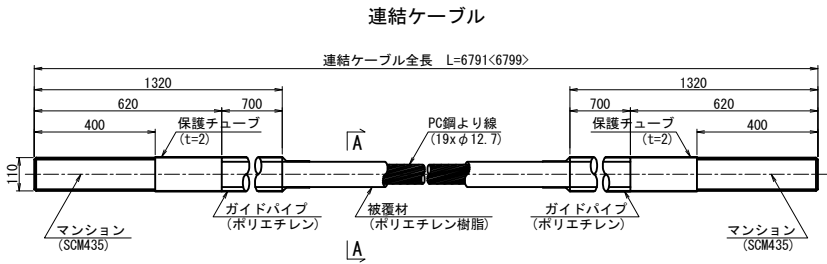 連結ケーブル
連結ケーブル全長 L=6791<6799>
1320
1320
620
700
700
620
400
保護チューブ
(t=2)
A
PC鋼より線
(19xφ12.7)
保護チューブ
(t=2)
400
110
マンション
(SCM435)
ガイドパイプ
(ポリエチレン)
被覆材
(ポリエチレン樹脂)
ガイドパイプ
(ポリエチレン)
マンション
(SCM435)
A